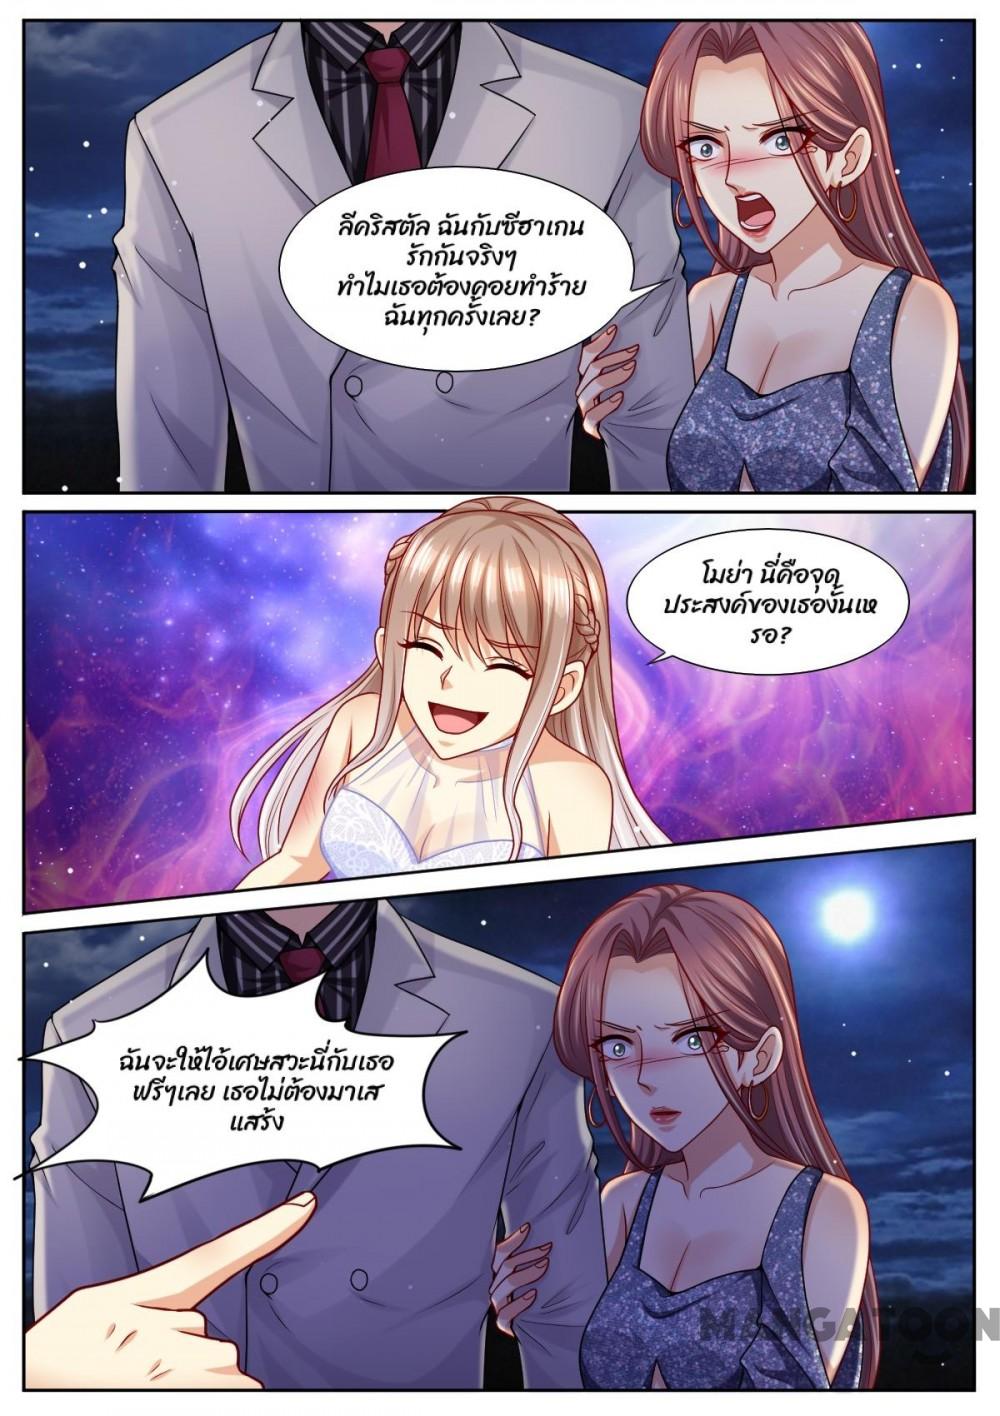 ลีคริสตัล ฉันกับซีฮาเกน
รักกันจริงๆ
ทำไมเธอต้องคอยทำร้าย
ฉันทุกครั้งเลย?
โมย่า นี่คือจุด
ประสงค์ของเธองั้นเห
รอ?
ฉันจะให้ไอ้เศษสวะนี่กับเธอ
ฟรีๆเลย เธอไม่ต้องมาเส
แสร้ง
MANGATOON